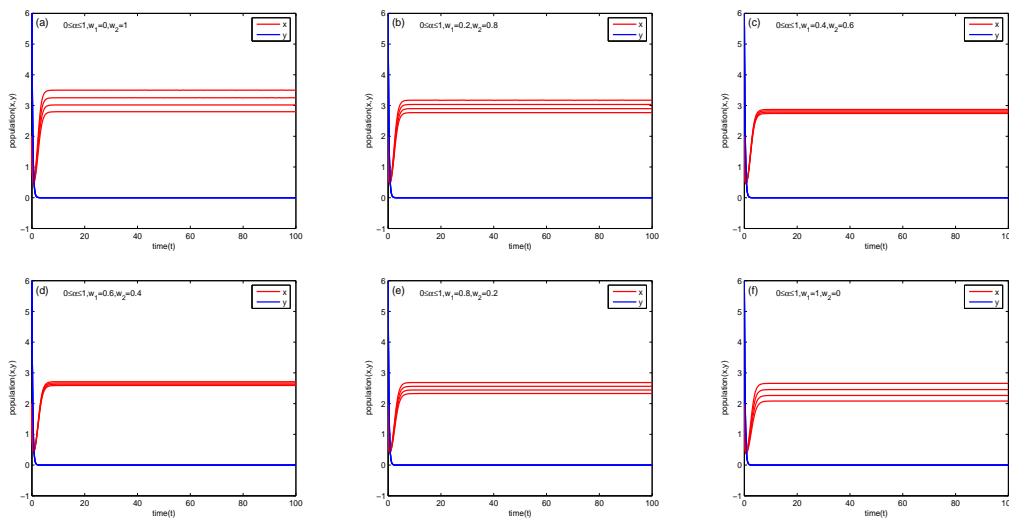 (a)
0≤α≤1,w₁=0,w₂=1
x
y
population(x,y)
6
5
4
3
2
1
0
−1
0 20 40 60 80 100
time(t)
(b)
0≤α≤1,w₁=0.2,w₂=0.8
x
y
population(x,y)
6
5
4
3
2
1
0
−1
0 20 40 60 80 100
time(t)
(c)
0≤α≤1,w₁=0.4,w₂=0.6
x
y
population(x,y)
6
5
4
3
2
1
0
−1
0 20 40 60 80 100
time(t)
(d)
0≤α≤1,w₁=0.6,w₂=0.4
x
y
population(x,y)
6
5
4
3
2
1
0
−1
0 20 40 60 80 100
time(t)
(e)
0≤α≤1,w₁=0.8,w₂=0.2
x
y
population(x,y)
6
5
4
3
2
1
0
−1
0 20 40 60 80 100
time(t)
(f)
0≤α≤1,w₁=1,w₂=0
x
y
population(x,y)
6
5
4
3
2
1
0
−1
0 20 40 60 80 100
time(t)